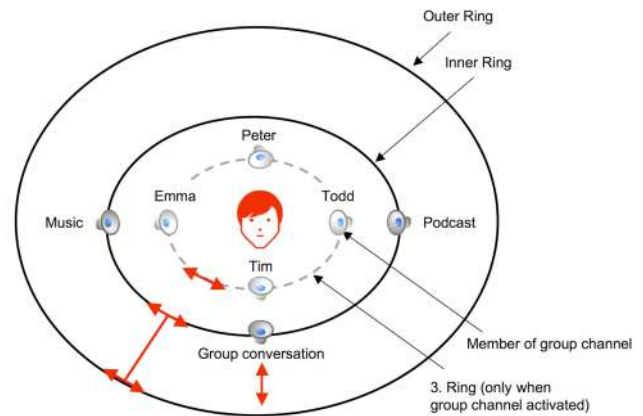 Outer Ring
Inner Ring
Peter
Emma
Todd
Music
Podcast
Tim
Group conversation
Member of group channel
3. Ring (only when
group channel activated)